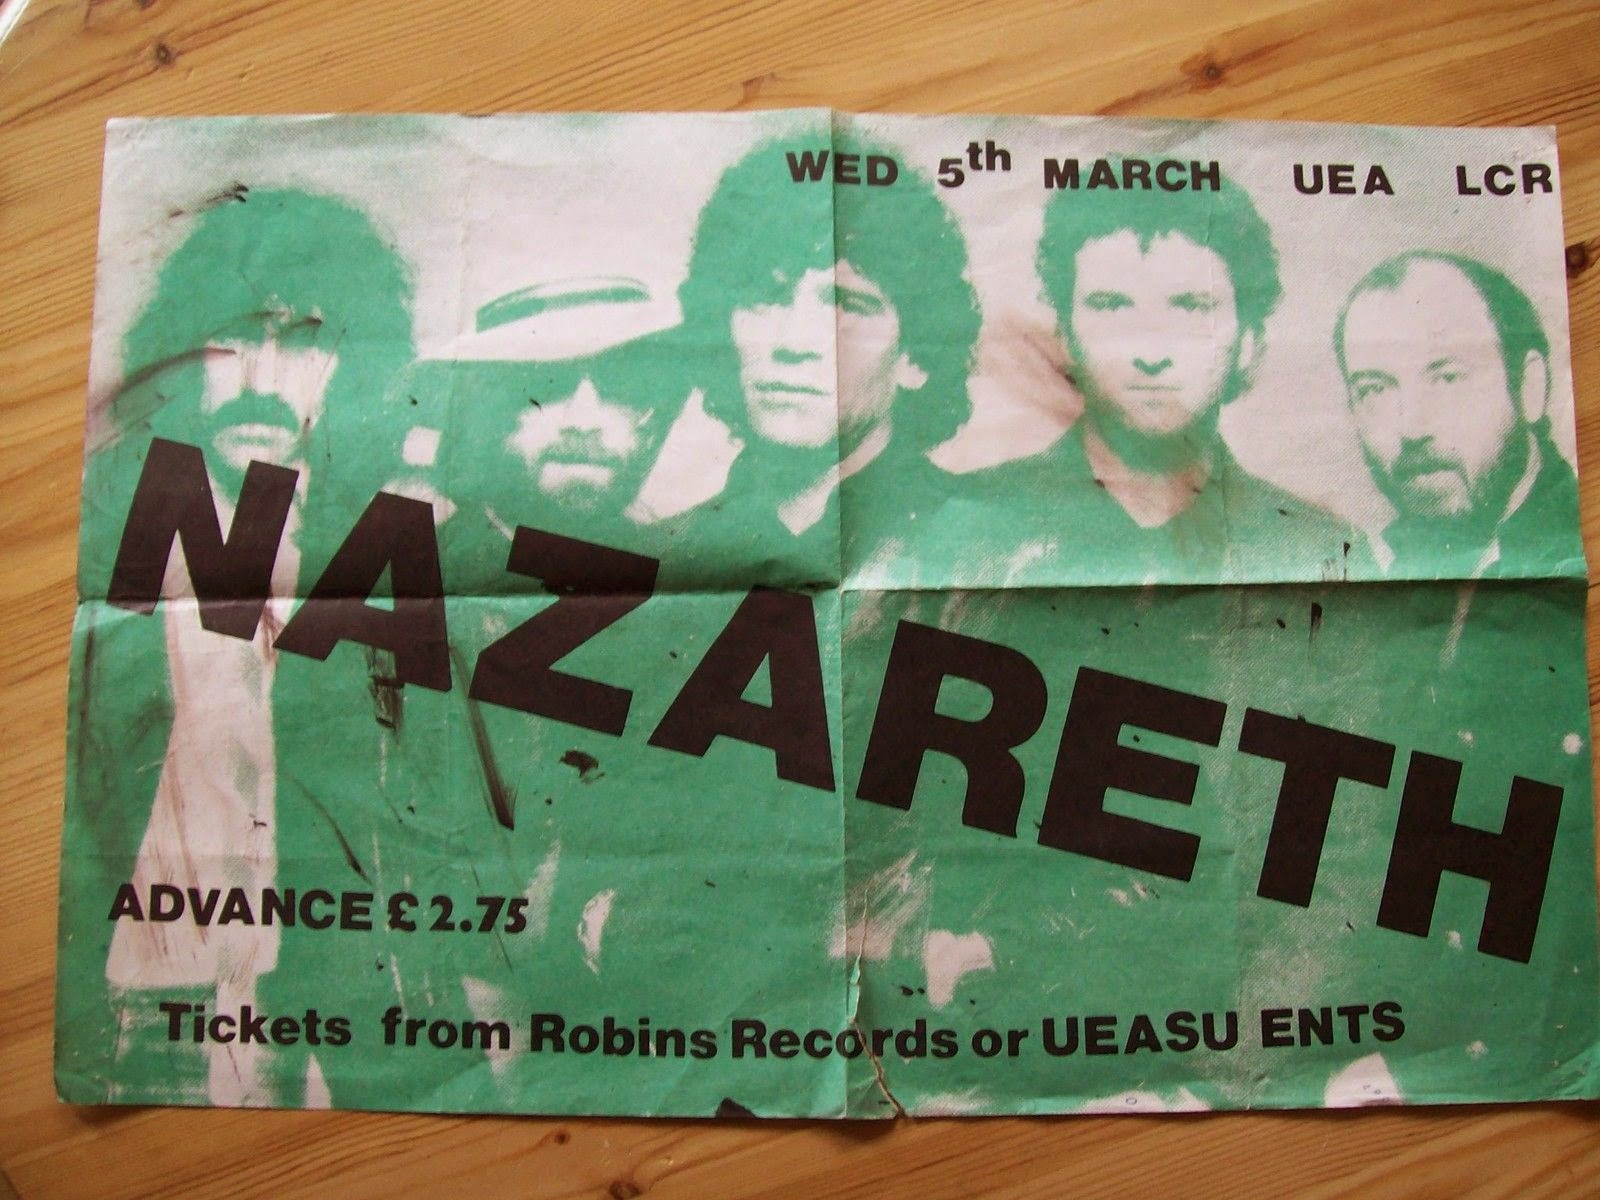 WED 5th MARCH UEA LCR
NAZARETH
ADVANCE £2.75
Tickets from Robins Records or UEASU ENTS